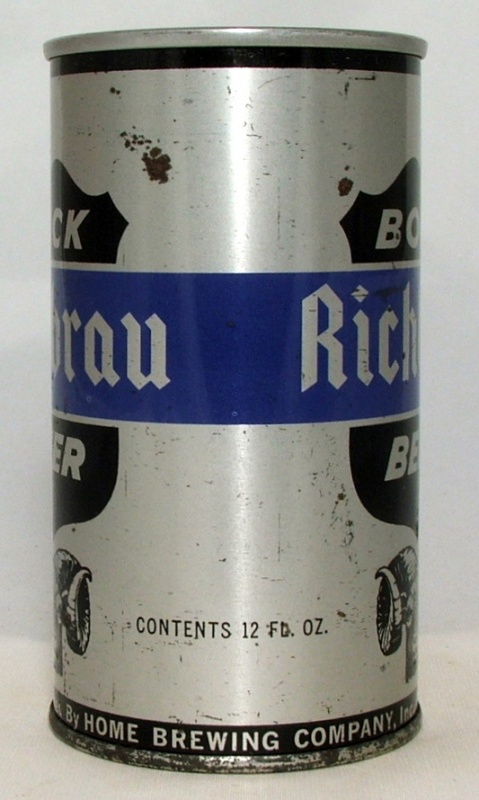 CK BO
brau Rich
ER BE
CONTENTS 12 FL. OZ.
By HOME BREWING COMPANY, Inc